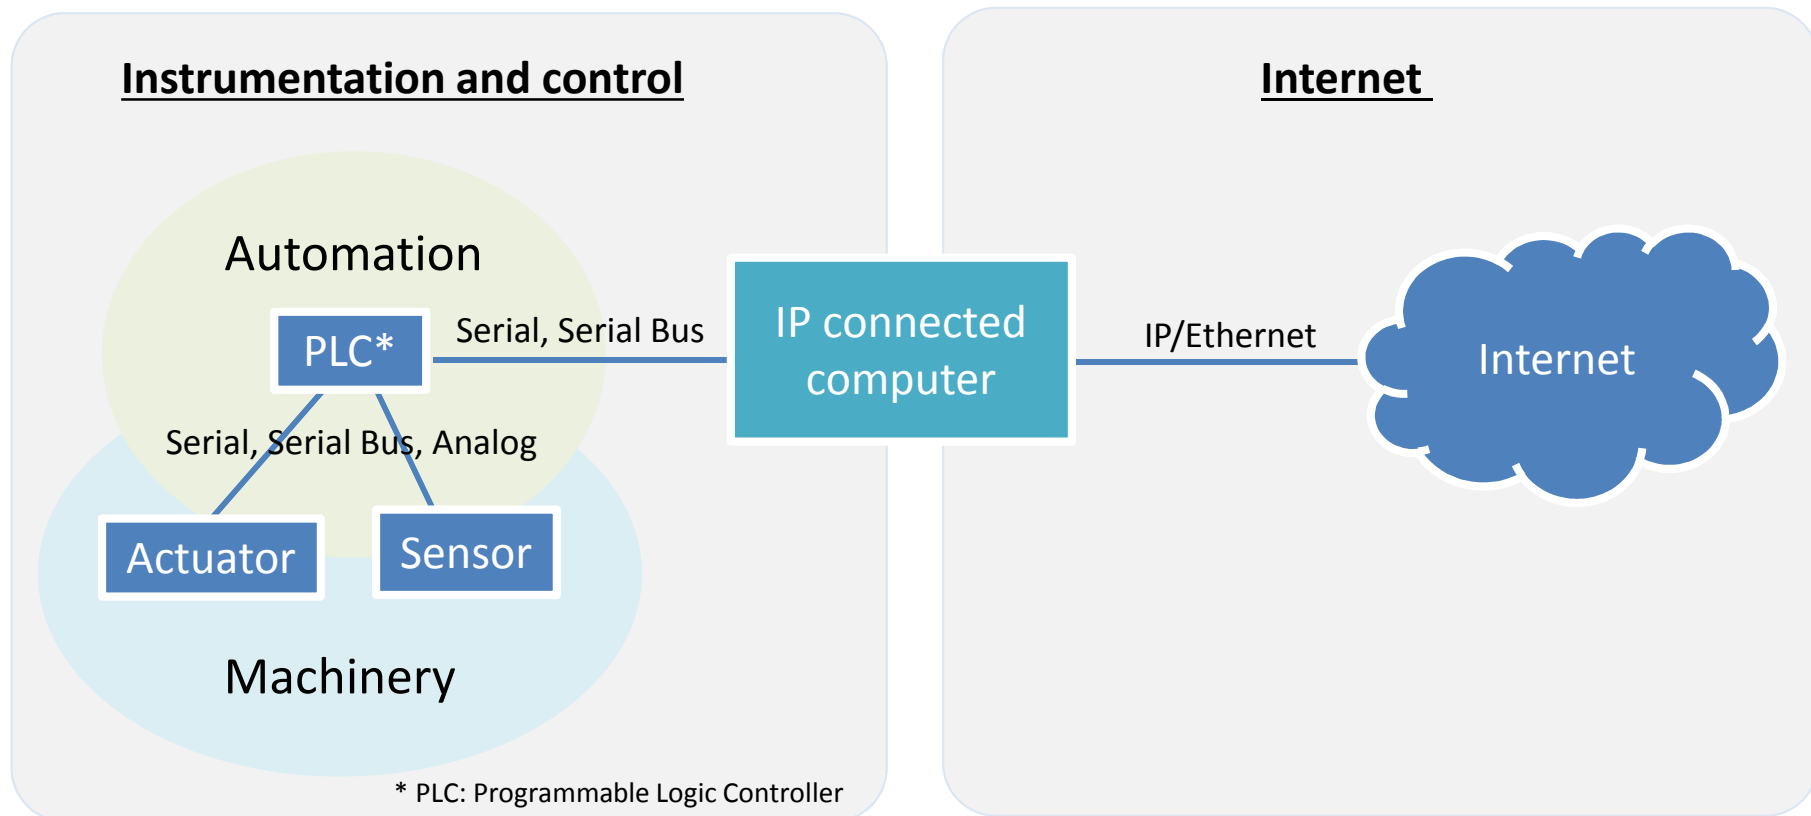 Instrumentation and control
Internet
Automation
PLC*
Serial, Serial Bus
IP connected
computer
IP/Ethernet
Internet
Serial, Serial Bus, Analog
Actuator
Sensor
Machinery
* PLC: Programmable Logic Controller